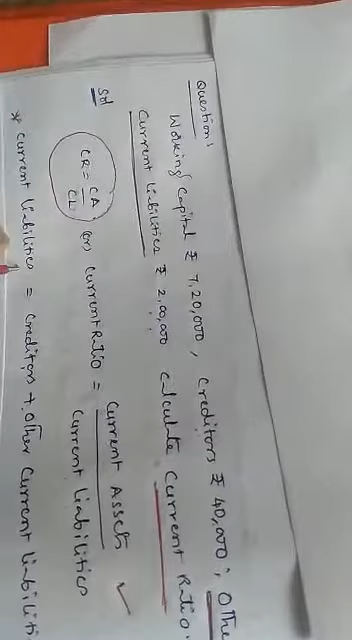 Question:
Working Capital ₹ 7,20,000, Creditors ₹ 40,000; Othe
Current liabilities ₹ 2,00,000 Calculate Current Ratio.
Sol
CR = CA / CL (or) Current Ratio = Current Assets / Current liabilities ✓
* Current liabilities = Creditors + Other Current liabiliti